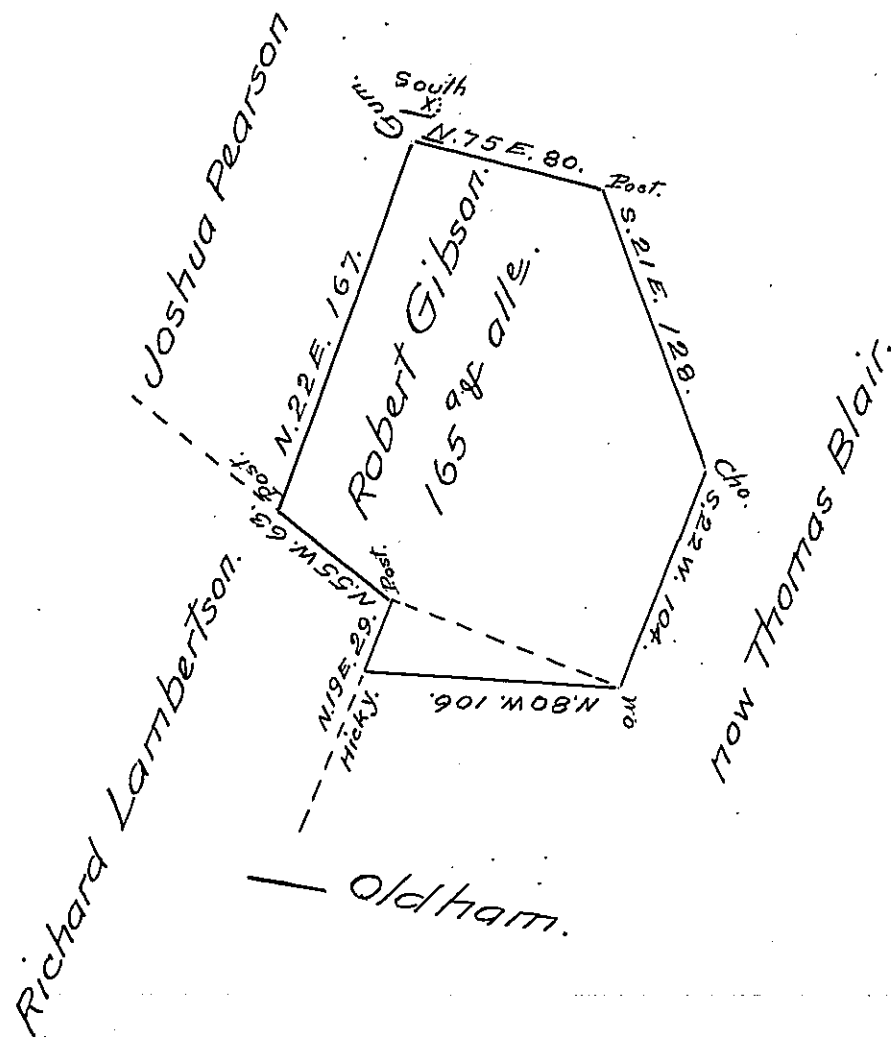 Joshua Pearson
South
X
Gum.
N.75 E. 80.
Post.
S. 21 E. 128.
N. 22 E. 167.
Robert Gibson.
165 a & alle.
Post.
N.55 W. 63.
Post.
S. 22 W. 104.
now Thomas Blair.
N.19 E. 29.
Hicky.
N.80 W. 106.
wo
Richard Lambertson.
Oldham.